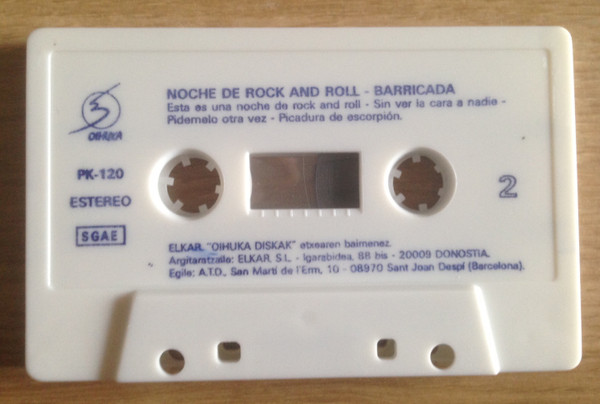 NOCHE DE ROCK AND ROLL - BARRICADA
Esta es una noche de rock and roll - Sin ver la cara a nadie -
Pidemelo otra vez - Picadura de escorpión.
OIHUKA
PK-120
ESTEREO
SGAE
2
ELKAR, "OIHUKA DISKAK" etxearen baimenez.
Argitaratzaile: ELKAR, S.L. - Igarabidea, 88 bis - 20009 DONOSTIA.
Egile: A.T.D., San Martí de l'Erm, 10 - 08970 Sant Joan Despí (Barcelona).